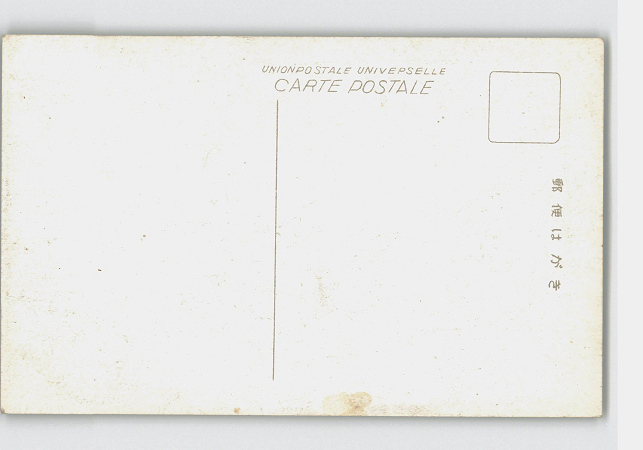 UNIONPOSTALE UNIVEPSELLE
CARTE POSTALE
郵便はがき